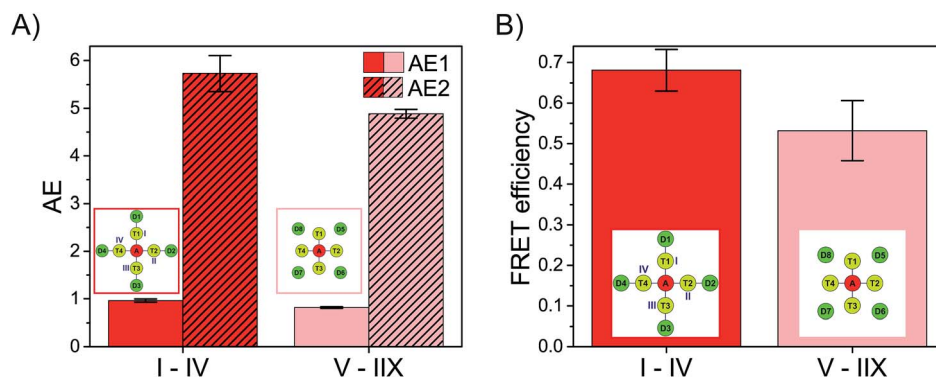 A)
AE
6
5
4
3
2
1
0
AE1
AE2
D1
T1 I
IV
D4 T4 A T2 D2
III II
T3
D3
D8 T1 D5
T4 A T2
D7 T3 D6
I - IV V - IIX
B)
FRET efficiency
0.7
0.6
0.5
0.4
0.3
0.2
0.1
0.0
D1
T1 I
IV
D4 T4 A T2 D2
III II
T3
D3
D8 T1 D5
T4 A T2
D7 T3 D6
I - IV V - IIX